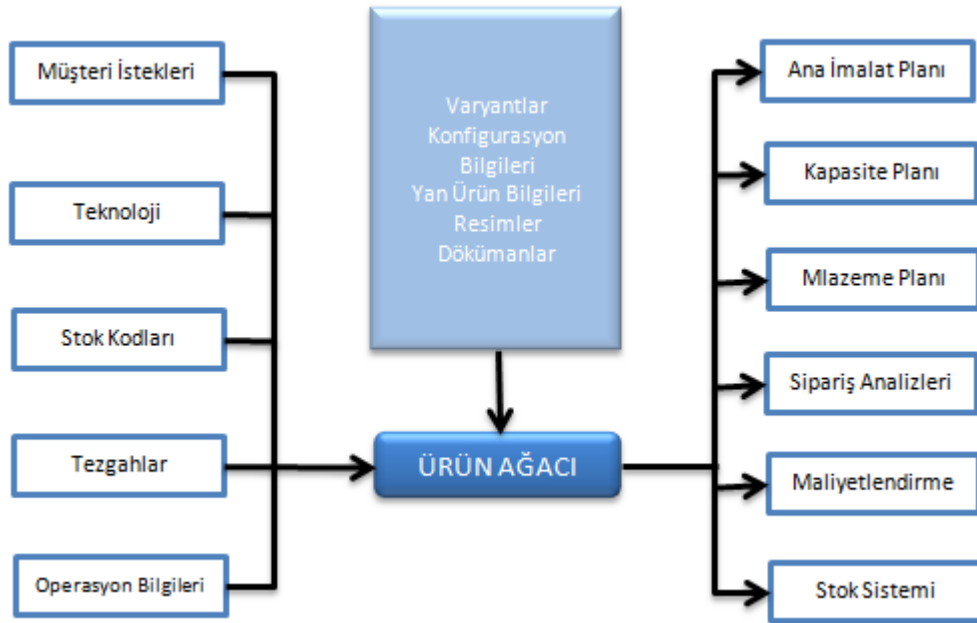 Müşteri İstekleri
Teknoloji
Stok Kodları
Tezgahlar
Operasyon Bilgileri
Varyantlar
Konfigurasyon
Bilgileri
Yan Ürün Bilgileri
Resimler
Dökümanlar
ÜRÜN AĞACI
Ana İmalat Planı
Kapasite Planı
Mlazeme Planı
Sipariş Analizleri
Maliyetlendirme
Stok Sistemi